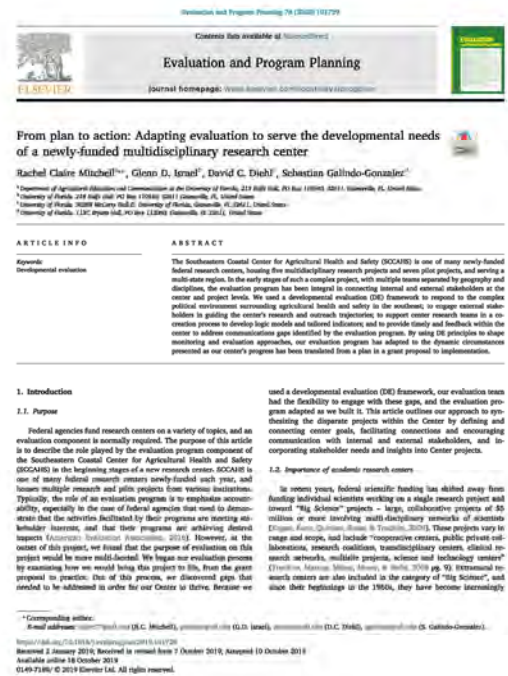 Evaluation and Program Planning 78 (2020) 101729
Contents lists available at ScienceDirect
Evaluation and Program Planning
journal homepage:
ELSEVIER
From plan to action: Adapting evaluation to serve the developmental needs
of a newly-funded multidisciplinary research center
Rachel Claire Mitchell, Glenn D. Israel, David C. Diehl, Sebastian Galindo-Gonzalez
ARTICLE INFO
ABSTRACT
Keywords:
Developmental evaluation
The Southeastern Coastal Center for Agricultural Health and Safety (SCCAHS) is one of many newly-funded
federal research centers, housing five multidisciplinary research projects and seven pilot projects, and serving a
multi-state region. In the early stages of such a complex project, with multiple teams separated by geography and
disciplines, the evaluation program has been integral in connecting internal and external stakeholders at the
center and project levels. We used a developmental evaluation (DE) framework to respond to the complex
political environment surrounding agricultural health and safety in the southeast; to engage external stake-
holders in guiding the center's research and outreach trajectories; to support center research teams in a co-
creation process to develop logic models and tailored indicators; and to provide timely and feedback within the
center to address communications gaps identified by the evaluation program. By using DE principles to shape
monitoring and evaluation approaches, our evaluation program has adapted to the dynamic circumstances
presented as our center's progress has been translated from a plan in a grant proposal to implementation.
1. Introduction
1.1. Purpose
Federal agencies fund research centers on a variety of topics, and an
evaluation component is normally required. The purpose of this article
is to describe the role played by the evaluation program component of
the Southeastern Coastal Center for Agricultural Health and Safety
(SCCAHS) in the beginning stages of a new research center. SCCAHS is
one of many federal research centers newly-funded each year, and
houses multiple research and pilot projects from various institutions.
Typically, the role of an evaluation program is to emphasize account-
ability, especially in the case of federal agencies that need to demon-
strate that the activities facilitated by their programs are meeting sta-
keholder interests, and that their programs are achieving desired
impacts (American Evaluation Association, 2016). However, at the
outset of this project, we found that the purpose of evaluation on this
project would be more multi-faceted. We began our evaluation process
by examining how we would bring this project to life, from the grant
proposal to practice. Out of this process, we discovered gaps that
needed to be addressed in order for our Center to thrive. Because we
used a developmental evaluation (DE) framework, our evaluation team
had the flexibility to engage with these gaps, and the evaluation pro-
gram adapted as we built it. This article outlines our approach to syn-
thesizing the disparate projects within the Center by defining and
connecting center goals, facilitating connections and encouraging
communication with internal and external stakeholders, and in-
corporating stakeholder needs and insights into Center projects.
1.2. Importance of academic research centers
In recent years, federal scientific funding has shifted away from
funding individual scientists working on a single research project and
toward "Big Science" projects – large, collaborative projects of $5
million or more involving multi-disciplinary networks of scientists
These projects vary in
range and scope, and include "cooperative centers, public private col-
laborations, research coalitions, transdisciplinary centers, clinical re-
search networks, multisite projects, science and technology centers"
pg. 9). Extramural re-
search centers are also included in the category of "Big Science", and
since their beginnings in the 1960s, they have become increasingly
Corresponding author.
E-mail addresses: (R.C. Mitchell), (G.D. Israel), (D.C. Diehl), (S. Galindo-Gonzalez).
Received 2 January 2019; Received in revised form 7 October 2019; Accepted 10 October 2019
Available online 18 October 2019
0149-7189/ © 2019 Elsevier Ltd. All rights reserved.